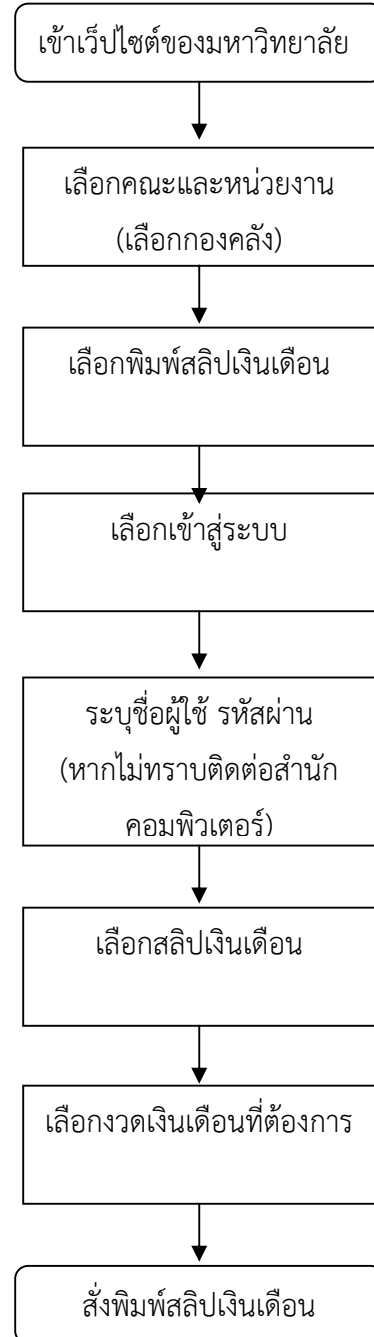 เข้าเว็ปไซต์ของมหาวิทยาลัย
เลือกคณะและหน่วยงาน
(เลือกกองคลัง)
เลือกพิมพ์สลิปเงินเดือน
เลือกเข้าสู่ระบบ
ระบุชื่อผู้ใช้ รหัสผ่าน
(หากไม่ทราบติดต่อสำนัก
คอมพิวเตอร์)
เลือกสลิปเงินเดือน
เลือกงวดเงินเดือนที่ต้องการ
สั่งพิมพ์สลิปเงินเดือน